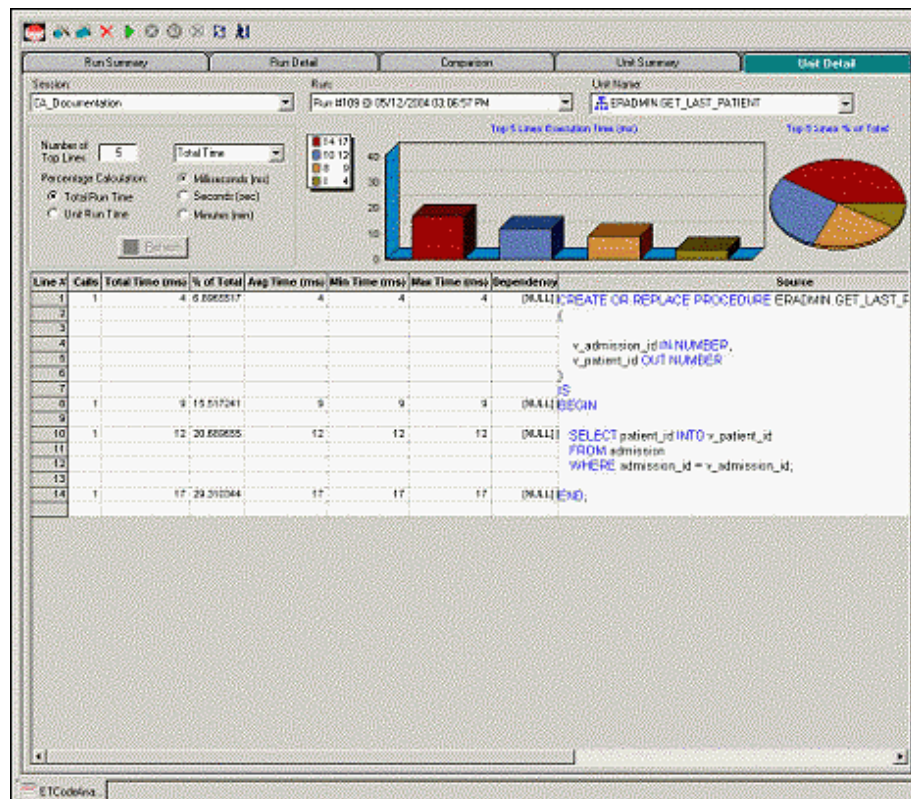 Run Summary Run Detail Comparison Unit Summary Unit Detail
Session: Run: Unit Name:
CA_Documentation Run #109 @ 05/12/2004 03:06:57 PM ERADMIN.GET_LAST_PATIENT
Top 5 Lines Execution Time (ms) Top 5 Lines % of Total
Number of Top Lines: 5 Total Time
Percentage Calculation:
Total Run Time
Unit Run Time
Milliseconds (ms)
Seconds (sec)
Minutes (min)
Refresh
14 17
10 12
8 9
1 4
40
30
20
10
0
Line # Calls Total Time (ms) % of Total Avg Time (ms) Min Time (ms) Max Time (ms) Dependency Source
1 1 4 6.8965517 4 4 4 [NULL] CREATE OR REPLACE PROCEDURE ERADMIN.GET_LAST_P
2 (
3
4 v_admission_id IN NUMBER,
5 v_patient_id OUT NUMBER
6 )
7 IS
8 1 9 15.517241 9 9 9 [NULL] BEGIN
9
10 1 12 20.689655 12 12 12 [NULL] SELECT patient_id INTO v_patient_id
11 FROM admission
12 WHERE admission_id = v_admission_id;
13
14 1 17 29.310344 17 17 17 [NULL] END;
ETCodeAna...